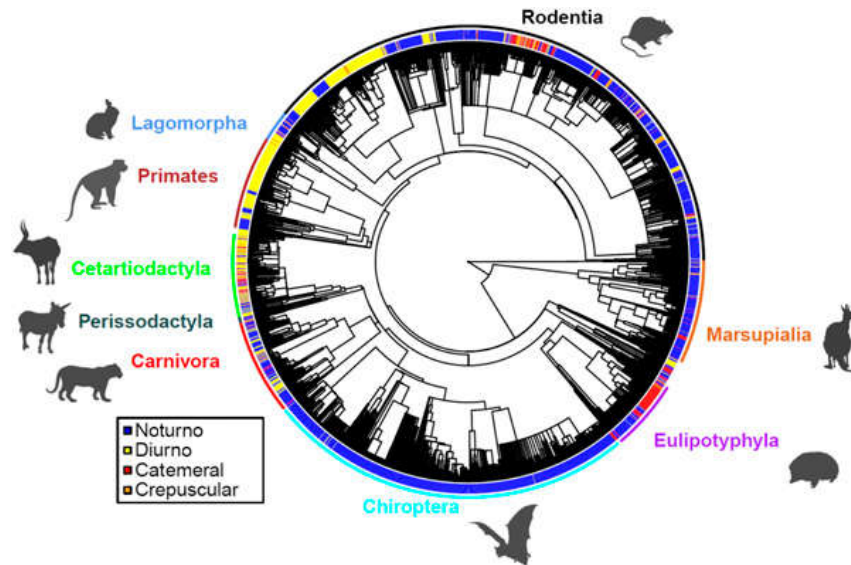 Rodentia
Lagomorpha
Primates
Cetartiodactyla
Perissodactyla
Carnivora
Marsupialia
Eulipotyphyla
Chiroptera
Noturno
Diurno
Catemeral
Crepuscular